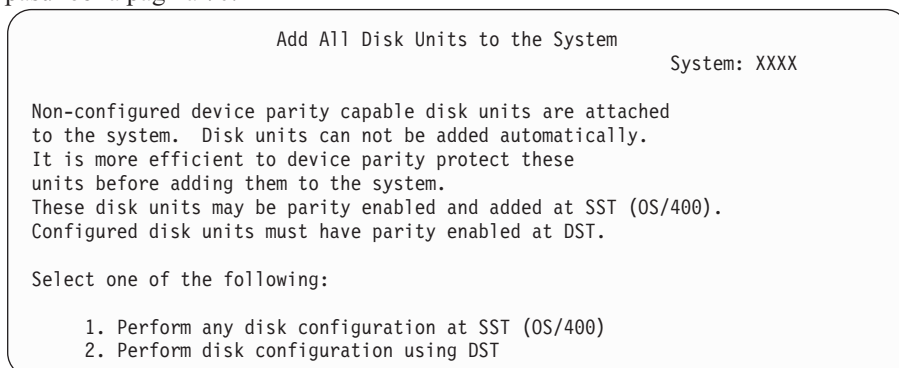 Add All Disk Units to the System
System: XXXX
Non-configured device parity capable disk units are attached
to the system. Disk units can not be added automatically.
It is more efficient to device parity protect these
units before adding them to the system.
These disk units may be parity enabled and added at SST (OS/400).
Configured disk units must have parity enabled at DST.
Select one of the following:
1. Perform any disk configuration at SST (OS/400)
2. Perform disk configuration using DST